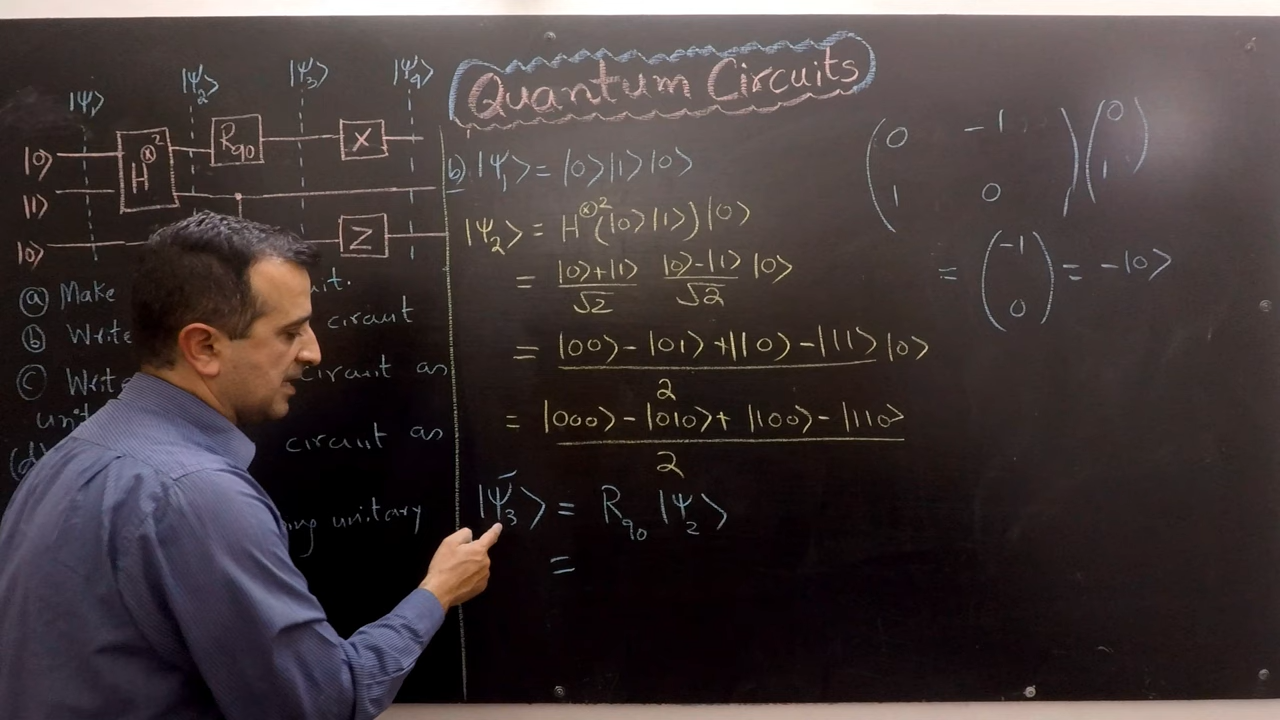 Quantum Circuits
|Ψ⟩ |Ψ₂⟩ |Ψ₃⟩ |Ψ₄⟩
|0⟩ H⊗² R₉₀ X
|1⟩
|0⟩ Z
ⓐ Make
ⓑ Write circuit
ⓒ Write circuit as
(d) circuit as
unitary
b) |Ψ₁⟩ = |0⟩|1⟩|0⟩
|Ψ₂⟩ = H⊗²(|0⟩|1⟩)|0⟩
= |0⟩+|1⟩/√2 |0⟩-|1⟩/√2 |0⟩
= |00⟩-|01⟩+|10⟩-|11⟩/2 |0⟩
= |000⟩-|010⟩+|100⟩-|110⟩/2
|Ψ₃⟩ = R₉₀ |Ψ₂⟩
=
(0 -1) (0)
(1 0) (1)
= (-1) = -|0⟩
(0)